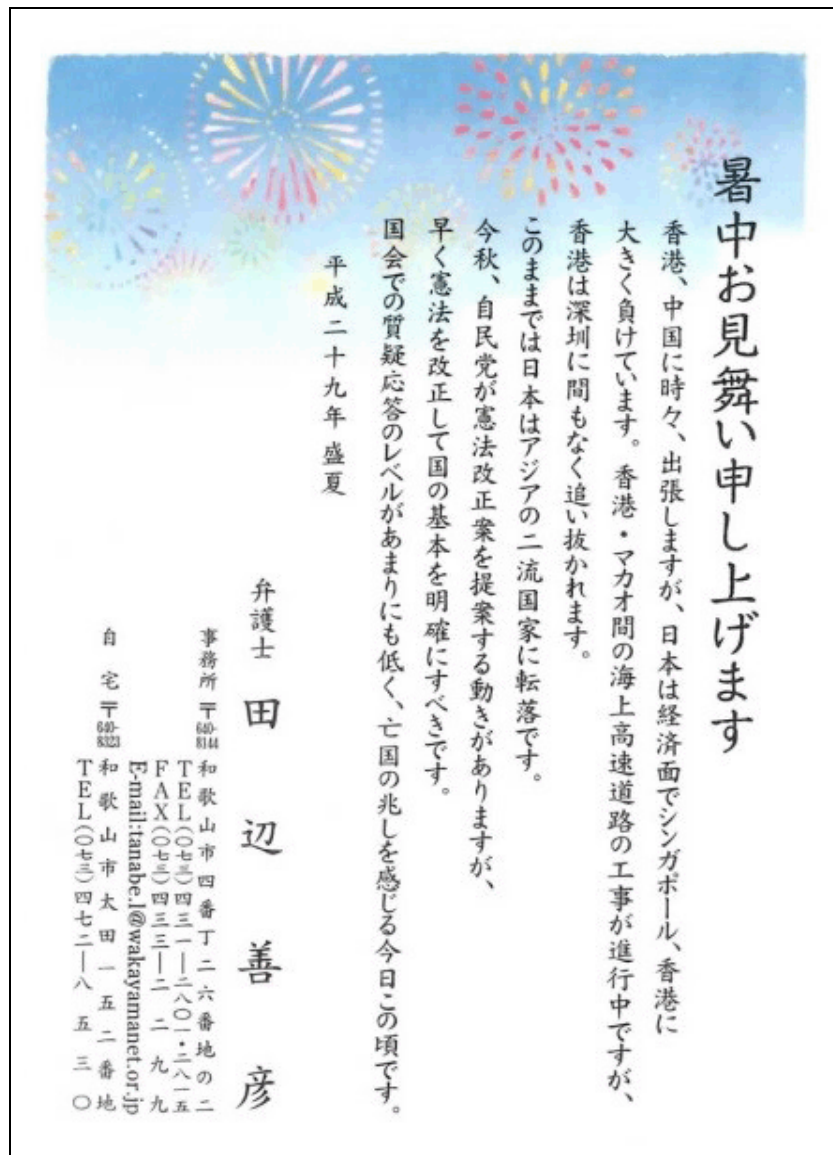 暑中お見舞い申し上げます
香港、中国に時々、出張しますが、日本は経済面でシンガポール、香港に
大きく負けています。香港・マカオ間の海上高速道路の工事が進行中ですが、
香港は深圳に間もなく追い抜かれます。
このままでは日本はアジアの二流国家に転落です。
今秋、自民党が憲法改正案を提案する動きがありますが、
早く憲法を改正して国の基本を明確にすべきです。
国会での質疑応答のレベルがあまりにも低く、亡国の兆しを感じる今日この頃です。
平成二十九年 盛夏
弁護士 田辺善彦
事務所 〒640-8144 和歌山市四番丁二六番地の二
TEL(〇七三)四三一―二八〇一・二八一五
FAX(〇七三)四三三―二二九九
E-mail:tanabe.l@wakayamanet.or.jp
自宅 〒640-8323 和歌山市太田一五二番地
TEL(〇七三)四七二―八五三〇